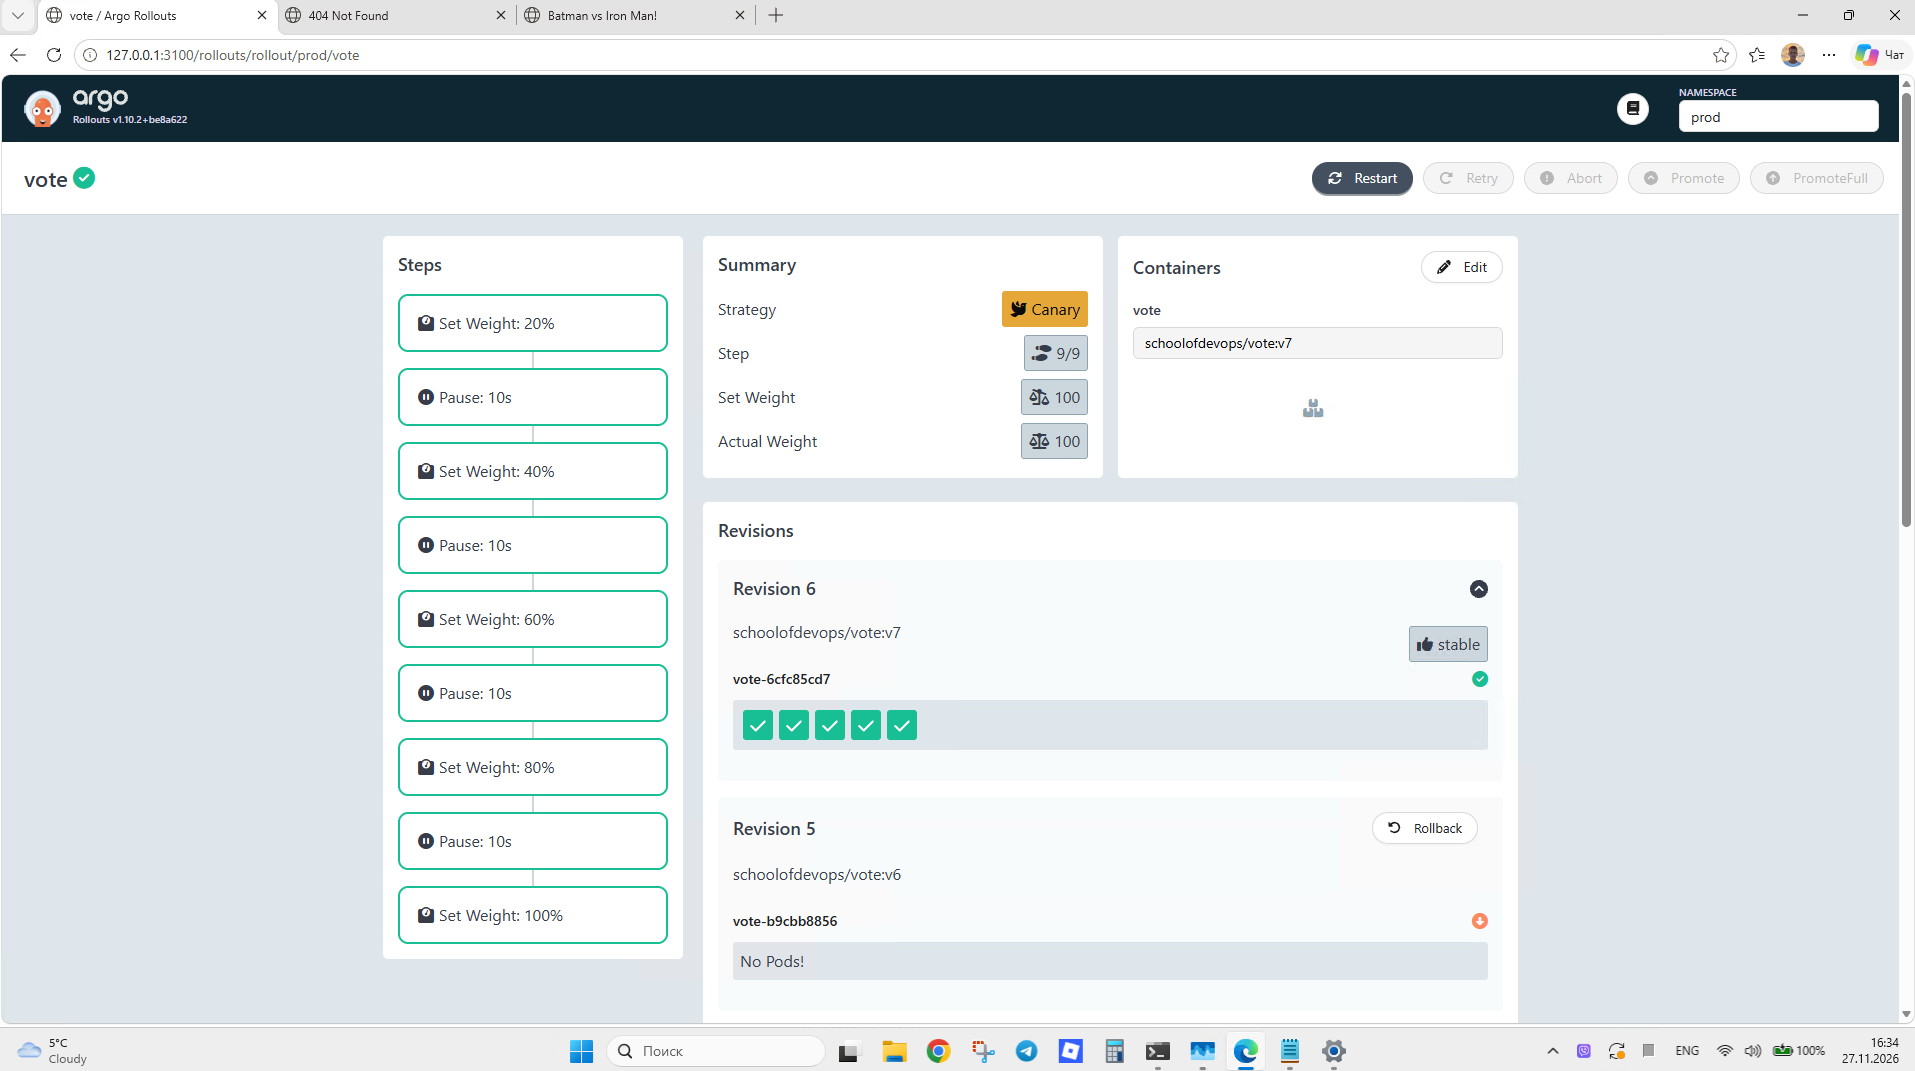 vote / Argo Rollouts
404 Not Found
Batman vs Iron Man!
127.0.0.1:3100/rollouts/rollout/prod/vote
Чат
argo
Rollouts v1.10.2+be8a622
NAMESPACE
prod
vote
Restart
Retry
Abort
Promote
PromoteFull
Steps
Set Weight: 20%
Pause: 10s
Set Weight: 40%
Pause: 10s
Set Weight: 60%
Pause: 10s
Set Weight: 80%
Pause: 10s
Set Weight: 100%
Summary
Strategy
Canary
Step
9/9
Set Weight
100
Actual Weight
100
Containers
Edit
vote
schoolofdevops/vote:v7
Revisions
Revision 6
schoolofdevops/vote:v7
stable
vote-6cfc85cd7
Revision 5
Rollback
schoolofdevops/vote:v6
vote-b9cbb8856
No Pods!
5°C
Cloudy
Поиск
ENG
100%
16:34
27.11.2026